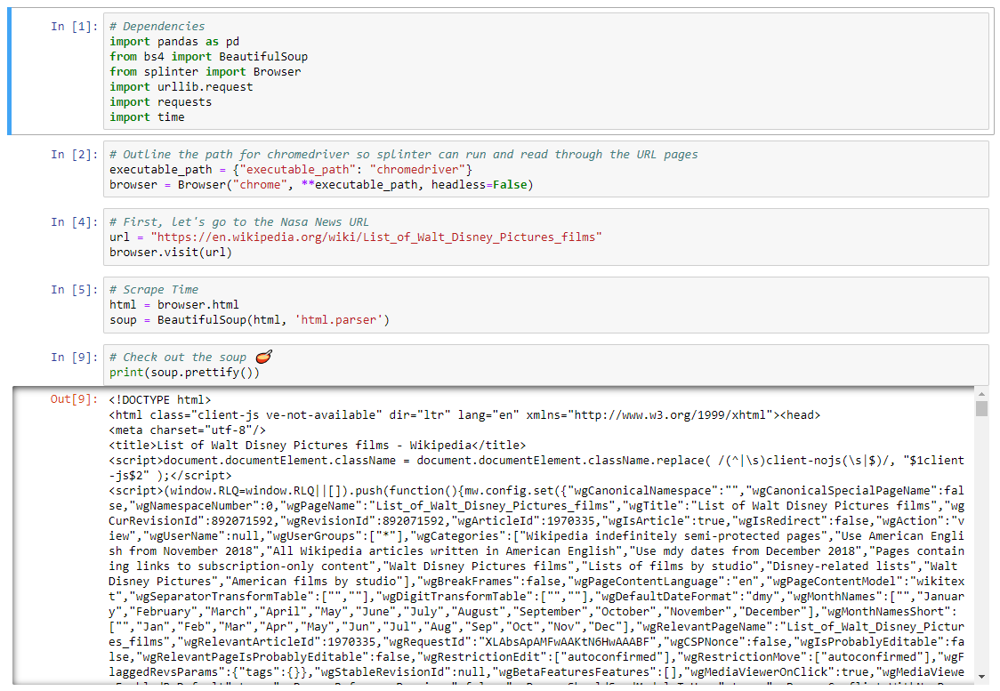 In [1]: # Dependencies
import pandas as pd
from bs4 import BeautifulSoup
from splinter import Browser
import urllib.request
import requests
import time
In [2]: # Outline the path for chromedriver so splinter can run and read through the URL pages
executable_path = {"executable_path": "chromedriver"}
browser = Browser("chrome", **executable_path, headless=False)
In [4]: # First, let's go to the Nasa News URL
url = "https://en.wikipedia.org/wiki/List_of_Walt_Disney_Pictures_films"
browser.visit(url)
In [5]: # Scrape Time
html = browser.html
soup = BeautifulSoup(html, 'html.parser')
In [9]: # Check out the soup 🍲
print(soup.prettify())
Out[9]: <!DOCTYPE html>
<html class="client-js ve-not-available" dir="ltr" lang="en" xmlns="http://www.w3.org/1999/xhtml"><head>
<meta charset="utf-8"/>
<title>List of Walt Disney Pictures films - Wikipedia</title>
<script>document.documentElement.className = document.documentElement.className.replace( /(^|\s)client-nojs(\s|$)/, "$1client
-js$2" );</script>
<script>(window.RLQ=window.RLQ||[]).push(function(){mw.config.set({"wgCanonicalNamespace":"","wgCanonicalSpecialPageName":fal
se,"wgNamespaceNumber":0,"wgPageName":"List_of_Walt_Disney_Pictures_films","wgTitle":"List of Walt Disney Pictures films","wg
CurRevisionId":892071592,"wgRevisionId":892071592,"wgArticleId":1970335,"wgIsArticle":true,"wgIsRedirect":false,"wgAction":"v
iew","wgUserName":null,"wgUserGroups":["*"],"wgCategories":["Wikipedia indefinitely semi-protected pages","Use American Engli
sh from November 2018","All Wikipedia articles written in American English","Use mdy dates from December 2018","Pages contain
ing links to subscription-only content","Walt Disney Pictures films","Lists of films by studio","Disney-related lists","Walt
Disney Pictures","American films by studio"],"wgBreakFrames":false,"wgPageContentLanguage":"en","wgPageContentModel":"wikitex
t","wgSeparatorTransformTable":["",""],"wgDigitTransformTable":["",""],"wgDefaultDateFormat":"dmy","wgMonthNames":["","Januar
y","February","March","April","May","June","July","August","September","October","November","December"],"wgMonthNamesShort":
["","Jan","Feb","Mar","Apr","May","Jun","Jul","Aug","Sep","Oct","Nov","Dec"],"wgRelevantPageName":"List_of_Walt_Disney_Pictur
es_films","wgRelevantArticleId":1970335,"wgRequestId":"XLAbsApAMFwAAKtN6HwAAABF","wgCSPNonce":false,"wgIsProbablyEditable":fa
lse,"wgRelevantPageIsProbablyEditable":false,"wgRestrictionEdit":["autoconfirmed"],"wgRestrictionMove":["autoconfirmed"],"wgF
laggedRevsParams":{"tags":{}},"wgStableRevisionId":null,"wgBetaFeaturesFeatures":[],"wgMediaViewerOnClick":true,"wgMediaViewe